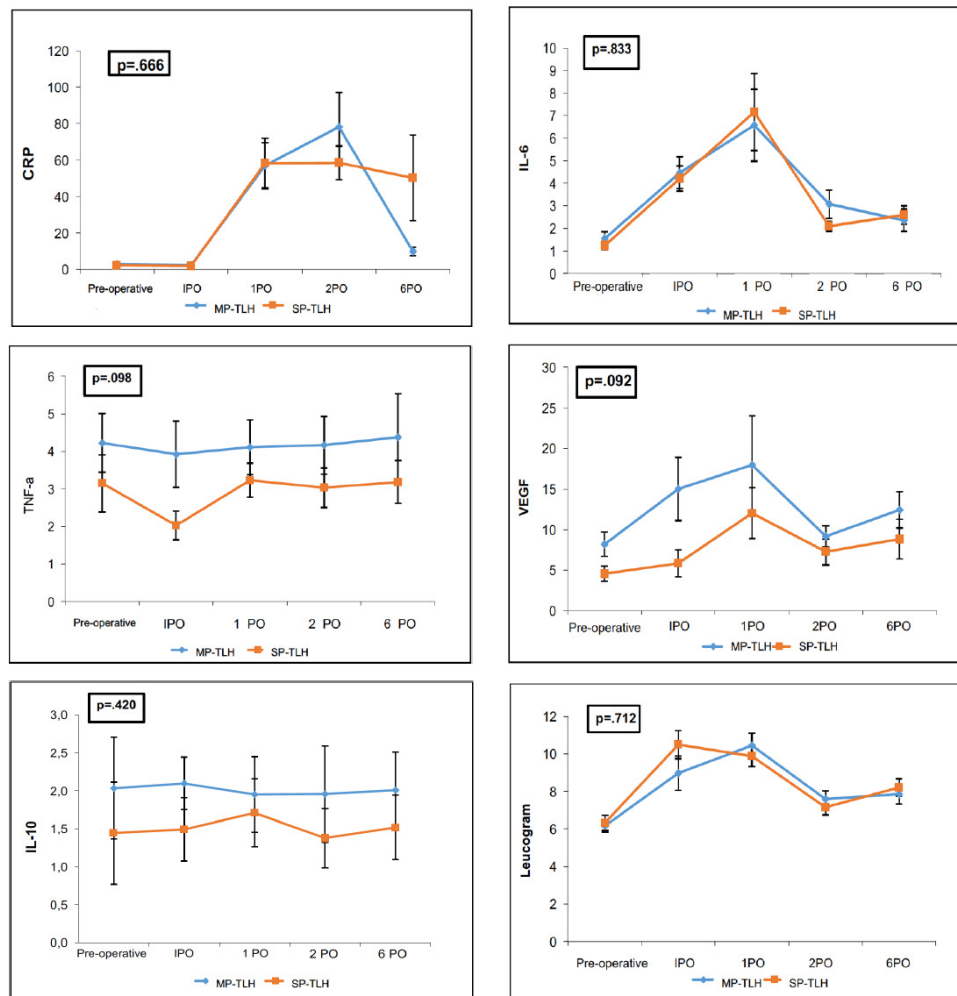 p=.666
CRP
120
100
80
60
40
20
0
Pre-operative IPO 1PO 2PO 6PO
MP-TLH SP-TLH
p=.833
IL-6
10
9
8
7
6
5
4
3
2
1
0
Pre-operative IPO 1 PO 2 PO 6 PO
MP-TLH SP-TLH
p=.098
TNF-a
6
5
4
3
2
1
0
Pre-operative IPO 1 PO 2 PO 6 PO
MP-TLH SP-TLH
p=.092
VEGF
30
25
20
15
10
5
0
Pre-operative IPO 1PO 2PO 6PO
MP-TLH SP-TLH
p=.420
IL-10
3,0
2,5
2,0
1,5
1,0
0,5
0,0
Pre-operative IPO 1 PO 2 PO 6 PO
MP-TLH SP-TLH
p=.712
Leucogram
12
10
8
6
4
2
0
Pre-operative IPO 1PO 2PO 6PO
MP-TLH SP-TLH